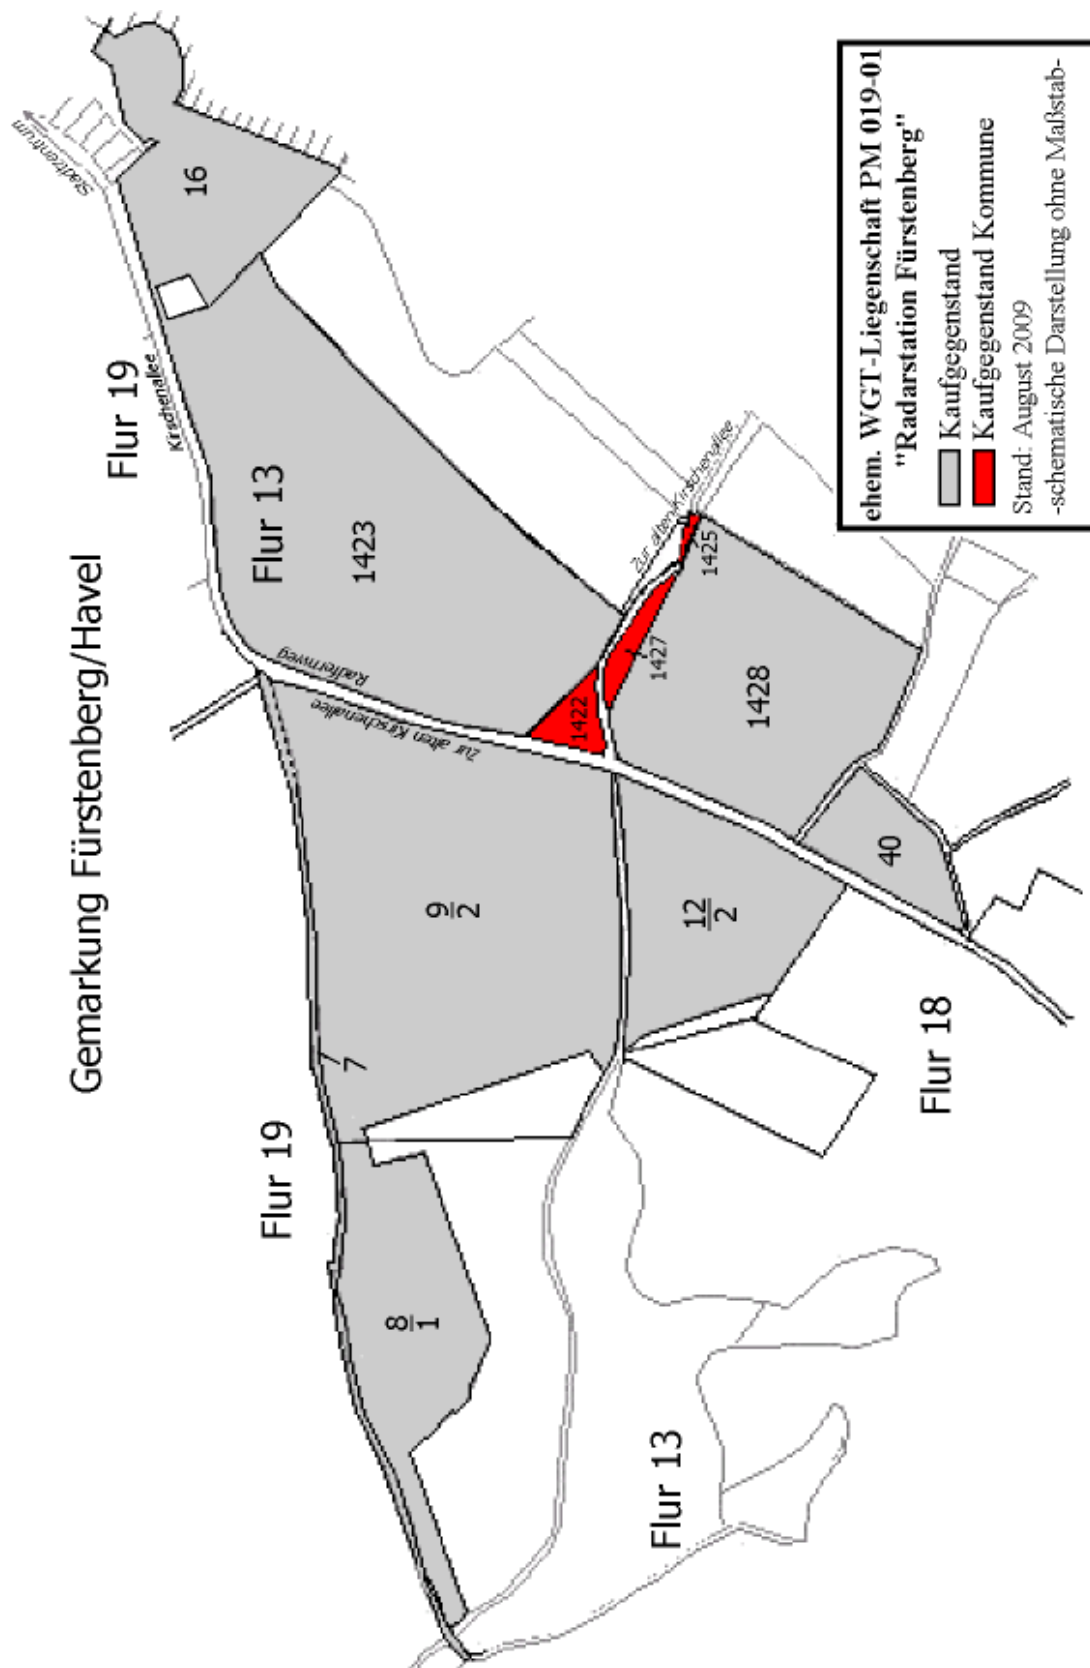 Gemarkung Fürstenberg/Havel
Stadtzentrum
16
Flur 19
Kirschenallee
Flur 13
1423
Radfernweg
Zur alten Kirschenallee
Zur alten Kirschenallee
1425
1427
1422
1428
9
2
12
2
40
7
Flur 19
8
1
Flur 18
Flur 13
ehem. WGT-Liegenschaft PM 019-01
"Radarstation Fürstenberg"
Kaufgegenstand
Kaufgegenstand Kommune
Stand: August 2009
-schematische Darstellung ohne Maßstab-